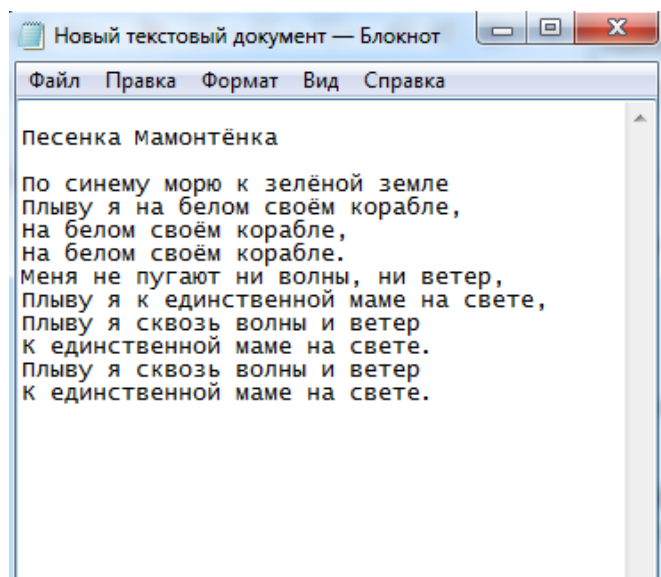 Новый текстовый документ — Блокнот
Файл Правка Формат Вид Справка
Песенка Мамонтёнка
По синему морю к зелёной земле
Плыву я на белом своём корабле,
На белом своём корабле,
На белом своём корабле.
Меня не пугают ни волны, ни ветер,
Плыву я к единственной маме на свете,
Плыву я сквозь волны и ветер
К единственной маме на свете.
Плыву я сквозь волны и ветер
К единственной маме на свете.